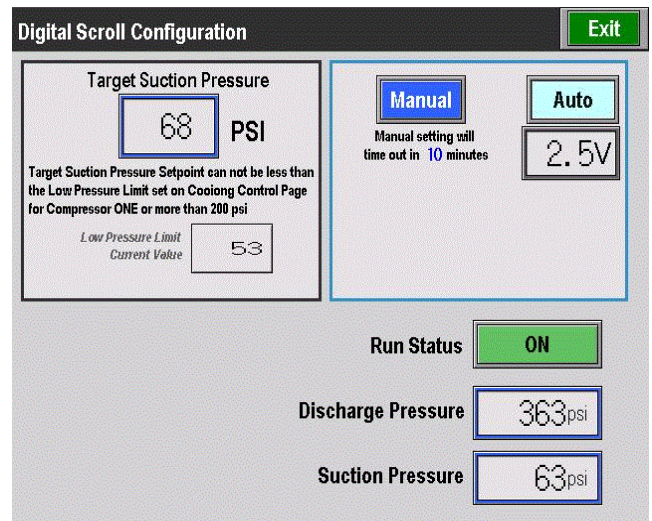 Digital Scroll Configuration
Exit
Target Suction Pressure
68 PSI
Target Suction Pressure Setpoint can not be less than
the Low Pressure Limit set on Cooiong Control Page
for Compressor ONE or more than 200 psi
Low Pressure Limit
Current Value
53
Manual
Manual setting will
time out in 10 minutes
Auto
2.5V
Run Status
ON
Discharge Pressure
363psi
Suction Pressure
63psi